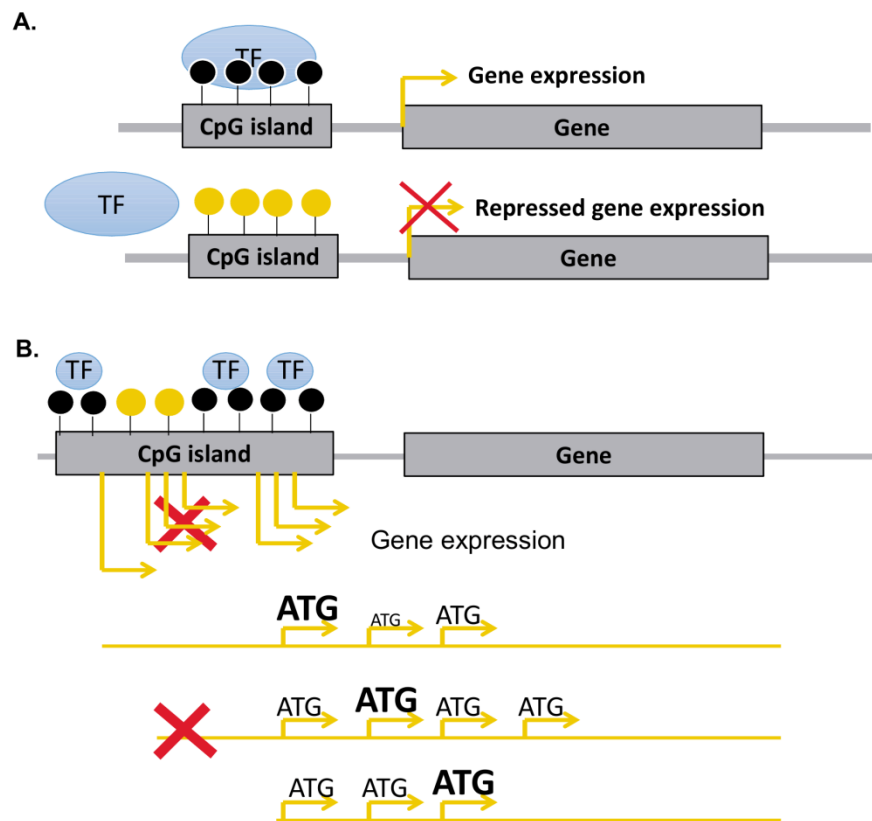 A.
TF
Gene expression
CpG island
Gene
TF
Repressed gene expression
CpG island
Gene
B.
TF TF TF
CpG island
Gene
Gene expression
ATG ATG ATG
ATG ATG ATG ATG
ATG ATG ATG